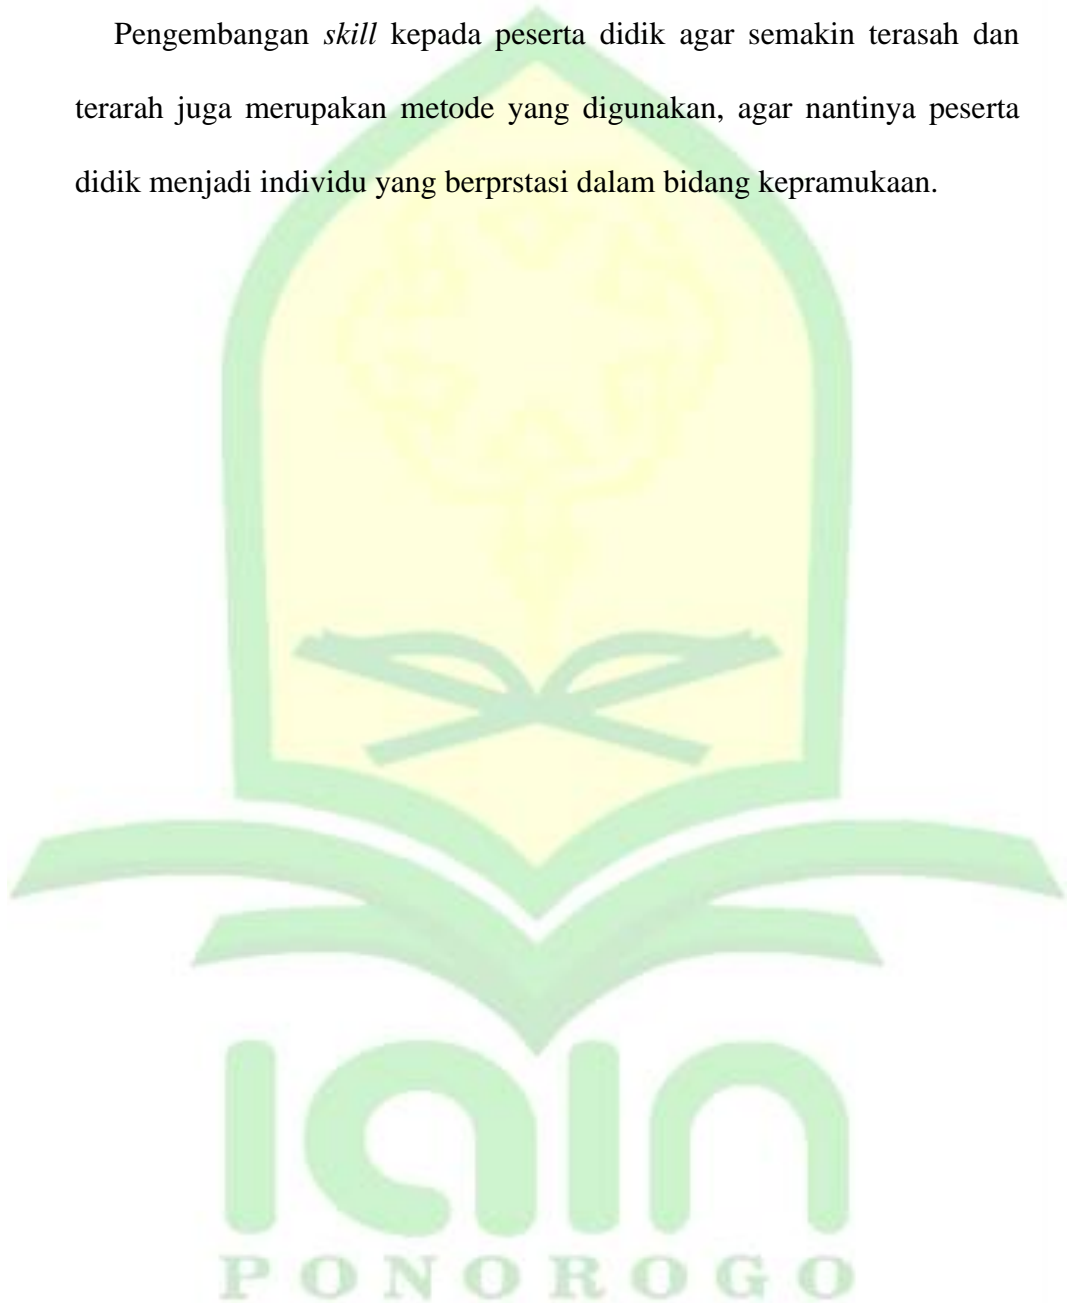 Pengembangan skill kepada peserta didik agar semakin terasah dan
terarah juga merupakan metode yang digunakan, agar nantinya peserta
didik menjadi individu yang berprstasi dalam bidang kepramukaan.
iain
PONOROGO